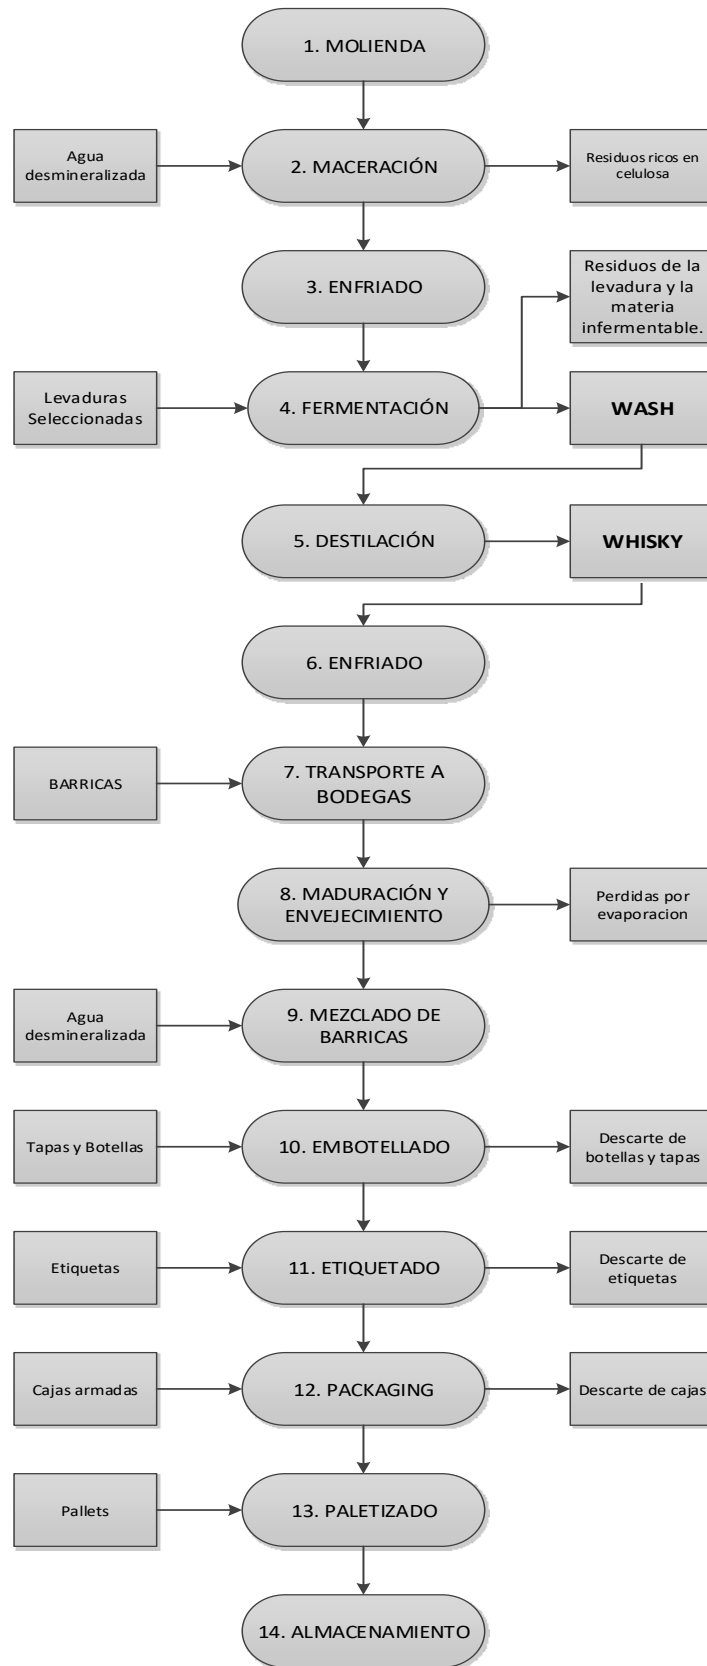 1. MOLIENDA
Agua
desmineralizada
2. MACERACIÓN
Residuos ricos en
celulosa
3. ENFRIADO
Residuos de la
levadura y la
materia
infermentable.
Levaduras
Seleccionadas
4. FERMENTACIÓN
WASH
5. DESTILACIÓN
WHISKY
6. ENFRIADO
BARRICAS
7. TRANSPORTE A
BODEGAS
8. MADURACIÓN Y
ENVEJECIMIENTO
Perdidas por
evaporacion
Agua
desmineralizada
9. MEZCLADO DE
BARRICAS
Tapas y Botellas
10. EMBOTELLADO
Descarte de
botellas y tapas
Etiquetas
11. ETIQUETADO
Descarte de
etiquetas
Cajas armadas
12. PACKAGING
Descarte de cajas
Pallets
13. PALETIZADO
14. ALMACENAMIENTO